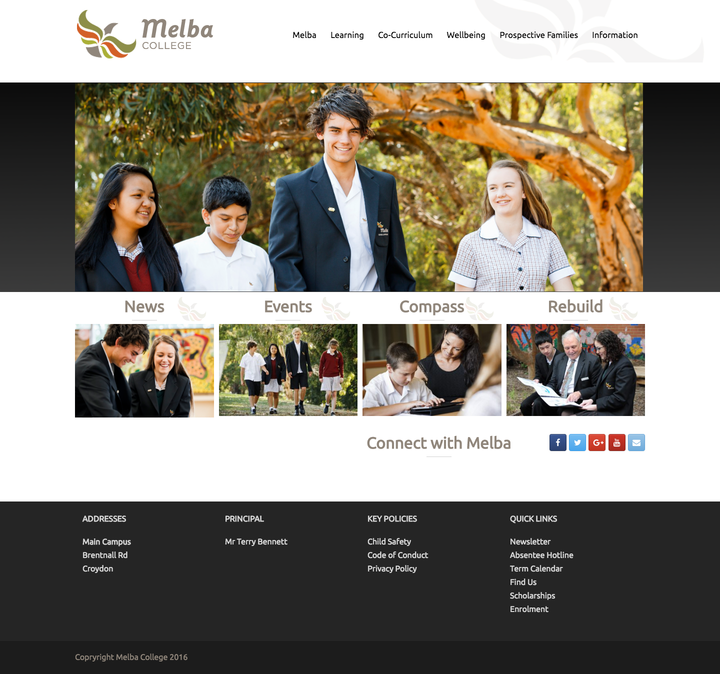 Melba
COLLEGE
Melba Learning Co-Curriculum Wellbeing Prospective Families Information
News Events Compass Rebuild
Connect with Melba
ADDRESSES PRINCIPAL KEY POLICIES QUICK LINKS
Main Campus Mr Terry Bennett Child Safety Newsletter
Brentnall Rd Code of Conduct Absentee Hotline
Croydon Privacy Policy Term Calendar
Find Us
Scholarships
Enrolment
Copryright Melba College 2016